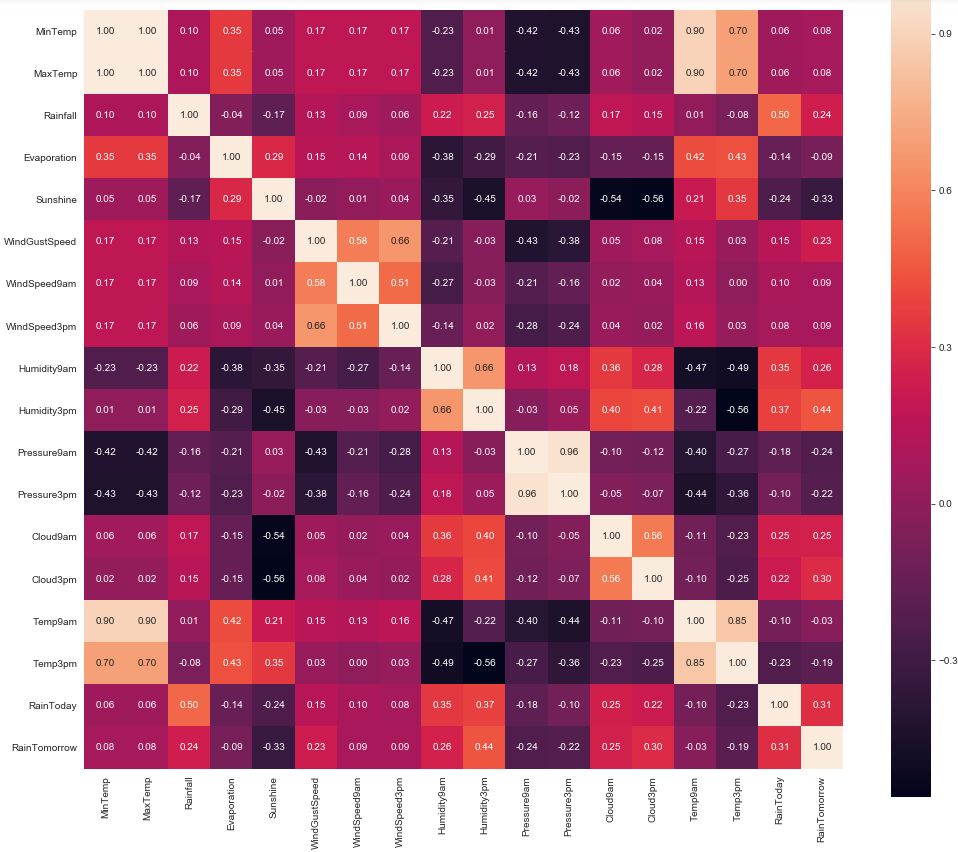 MinTemp 1.00 1.00 0.10 0.35 0.05 0.17 0.17 0.17 -0.23 0.01 -0.42 -0.43 0.06 0.02 0.90 0.70 0.06 0.08
MaxTemp 1.00 1.00 0.10 0.35 0.05 0.17 0.17 0.17 -0.23 0.01 -0.42 -0.43 0.06 0.02 0.90 0.70 0.06 0.08
Rainfall 0.10 0.10 1.00 -0.04 -0.17 0.13 0.09 0.06 0.22 0.25 -0.16 -0.12 0.17 0.15 0.01 -0.08 0.50 0.24
Evaporation 0.35 0.35 -0.04 1.00 0.29 0.15 0.14 0.09 -0.38 -0.29 -0.21 -0.23 -0.15 -0.15 0.42 0.43 -0.14 -0.09
Sunshine 0.05 0.05 -0.17 0.29 1.00 -0.02 0.01 0.04 -0.35 -0.45 0.03 -0.02 -0.54 -0.56 0.21 0.35 -0.24 -0.33
WindGustSpeed 0.17 0.17 0.13 0.15 -0.02 1.00 0.58 0.66 -0.21 -0.03 -0.43 -0.38 0.05 0.08 0.15 0.03 0.15 0.23
WindSpeed9am 0.17 0.17 0.09 0.14 0.01 0.58 1.00 0.51 -0.27 -0.03 -0.21 -0.16 0.02 0.04 0.13 0.00 0.10 0.09
WindSpeed3pm 0.17 0.17 0.06 0.09 0.04 0.66 0.51 1.00 -0.14 0.02 -0.28 -0.24 0.04 0.02 0.16 0.03 0.08 0.09
Humidity9am -0.23 -0.23 0.22 -0.38 -0.35 -0.21 -0.27 -0.14 1.00 0.66 0.13 0.18 0.36 0.28 -0.47 -0.49 0.35 0.26
Humidity3pm 0.01 0.01 0.25 -0.29 -0.45 -0.03 -0.03 0.02 0.66 1.00 -0.03 0.05 0.40 0.41 -0.22 -0.56 0.37 0.44
Pressure9am -0.42 -0.42 -0.16 -0.21 0.03 -0.43 -0.21 -0.28 0.13 -0.03 1.00 0.96 -0.10 -0.12 -0.40 -0.27 -0.18 -0.24
Pressure3pm -0.43 -0.43 -0.12 -0.23 -0.02 -0.38 -0.16 -0.24 0.18 0.05 0.96 1.00 -0.05 -0.07 -0.44 -0.36 -0.10 -0.22
Cloud9am 0.06 0.06 0.17 -0.15 -0.54 0.05 0.02 0.04 0.36 0.40 -0.10 -0.05 1.00 0.56 -0.11 -0.23 0.25 0.25
Cloud3pm 0.02 0.02 0.15 -0.15 -0.56 0.08 0.04 0.02 0.28 0.41 -0.12 -0.07 0.56 1.00 -0.10 -0.25 0.22 0.30
Temp9am 0.90 0.90 0.01 0.42 0.21 0.15 0.13 0.16 -0.47 -0.22 -0.40 -0.44 -0.11 -0.10 1.00 0.85 -0.10 -0.03
Temp3pm 0.70 0.70 -0.08 0.43 0.35 0.03 0.00 0.03 -0.49 -0.56 -0.27 -0.36 -0.23 -0.25 0.85 1.00 -0.23 -0.19
RainToday 0.06 0.06 0.50 -0.14 -0.24 0.15 0.10 0.08 0.35 0.37 -0.18 -0.10 0.25 0.22 -0.10 -0.23 1.00 0.31
RainTomorrow 0.08 0.08 0.24 -0.09 -0.33 0.23 0.09 0.09 0.26 0.44 -0.24 -0.22 0.25 0.30 -0.03 -0.19 0.31 1.00
MinTemp MaxTemp Rainfall Evaporation Sunshine WindGustSpeed WindSpeed9am WindSpeed3pm Humidity9am Humidity3pm Pressure9am Pressure3pm Cloud9am Cloud3pm Temp9am Temp3pm RainToday RainTomorrow
0.9
0.6
0.3
0.0
-0.3